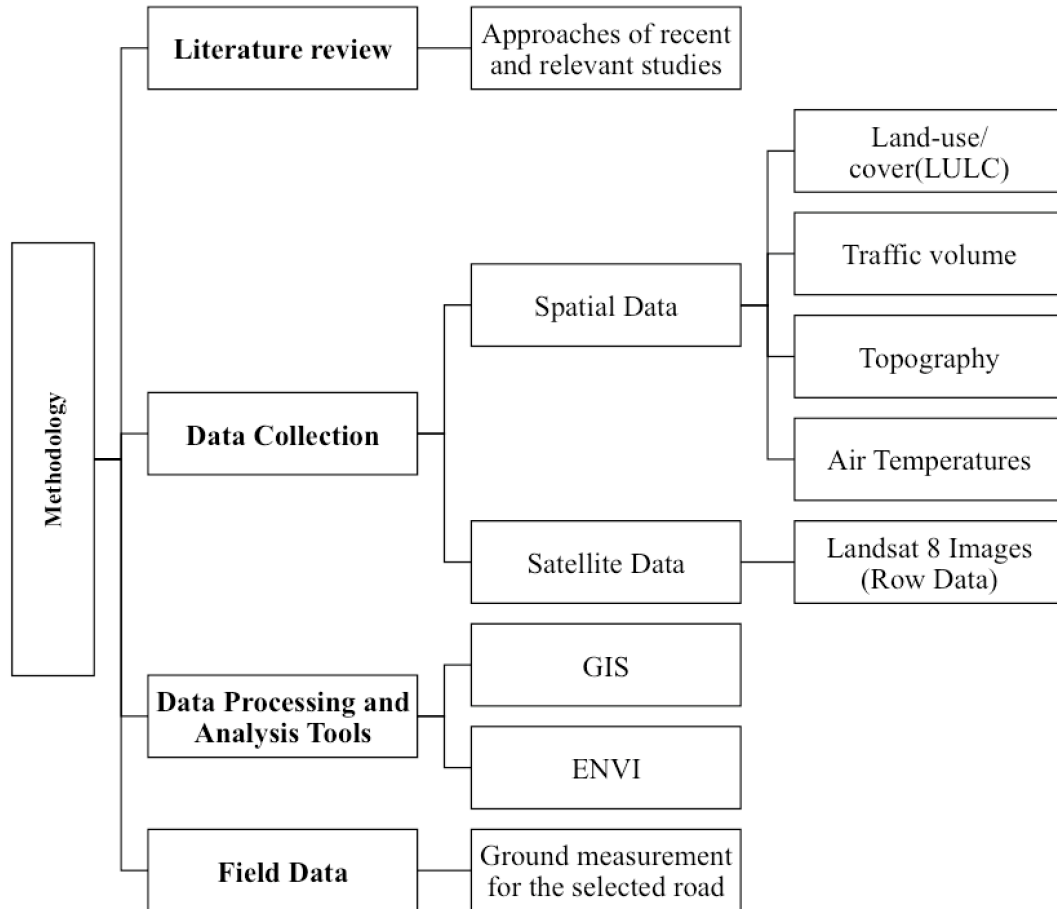 Methodology
Literature review
Approaches of recent
and relevant studies
Data Collection
Spatial Data
Land-use/
cover(LULC)
Traffic volume
Topography
Air Temperatures
Satellite Data
Landsat 8 Images
(Row Data)
Data Processing and
Analysis Tools
GIS
ENVI
Field Data
Ground measurement
for the selected road